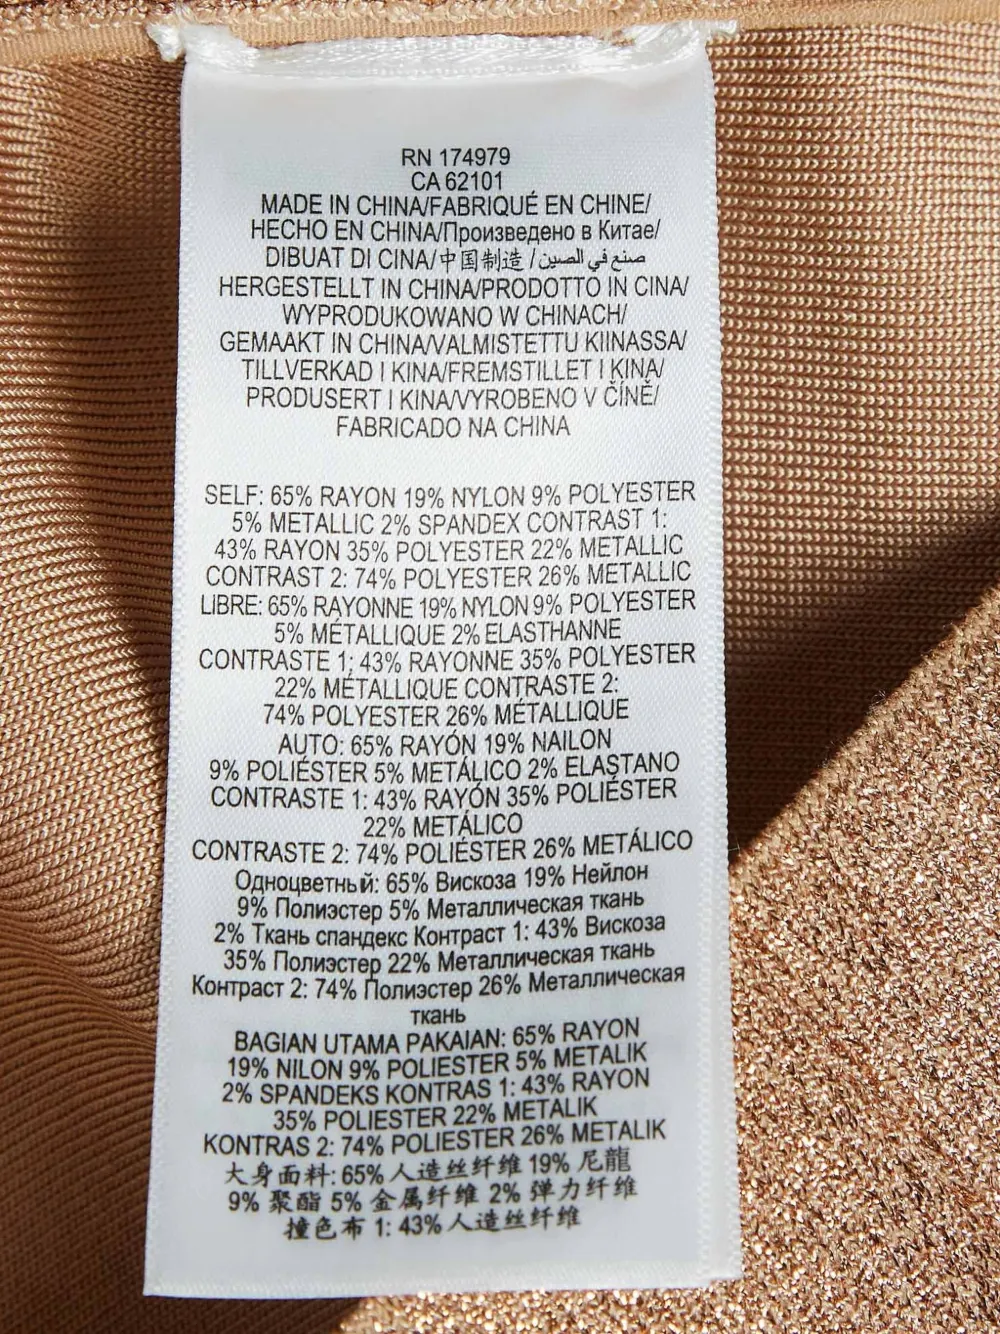 RN 174979
CA 62101
MADE IN CHINA/FABRIQUÉ EN CHINE/
HECHO EN CHINA/Произведено в Китае/
DIBUAT DI CINA/中国制造 / صنع في الصين
HERGESTELLT IN CHINA/PRODOTTO IN CINA/
WYPRODUKOWANO W CHINACH/
GEMAAKT IN CHINA/VALMISTETTU KIINASSA/
TILLVERKAD I KINA/FREMSTILLET I KINA/
PRODUSERT I KINA/VYROBENO V ČÍNĚ/
FABRICADO NA CHINA
SELF: 65% RAYON 19% NYLON 9% POLYESTER
5% METALLIC 2% SPANDEX CONTRAST 1:
43% RAYON 35% POLYESTER 22% METALLIC
CONTRAST 2: 74% POLYESTER 26% METALLIC
LIBRE: 65% RAYONNE 19% NYLON 9% POLYESTER
5% MÉTALLIQUE 2% ELASTHANNE
CONTRASTE 1: 43% RAYONNE 35% POLYESTER
22% MÉTALLIQUE CONTRASTE 2:
74% POLYESTER 26% MÉTALLIQUE
AUTO: 65% RAYÓN 19% NAILON
9% POLIÉSTER 5% METÁLICO 2% ELASTANO
CONTRASTE 1: 43% RAYÓN 35% POLIÉSTER
22% METÁLICO
CONTRASTE 2: 74% POLIÉSTER 26% METÁLICO
Одноцветный: 65% Вискоза 19% Нейлон
9% Полиэстер 5% Металлическая ткань
2% Ткань спандекс Контраст 1: 43% Вискоза
35% Полиэстер 22% Металлическая ткань
Контраст 2: 74% Полиэстер 26% Металлическая
ткань
BAGIAN UTAMA PAKAIAN: 65% RAYON
19% NILON 9% POLIESTER 5% METALIK
2% SPANDEKS KONTRAS 1: 43% RAYON
35% POLIESTER 22% METALIK
KONTRAS 2: 74% POLIESTER 26% METALIK
大身面料: 65% 人造丝纤维 19% 尼龍
9% 聚酯 5% 金属纤维 2% 弹力纤维
撞色布 1: 43% 人造丝纤维